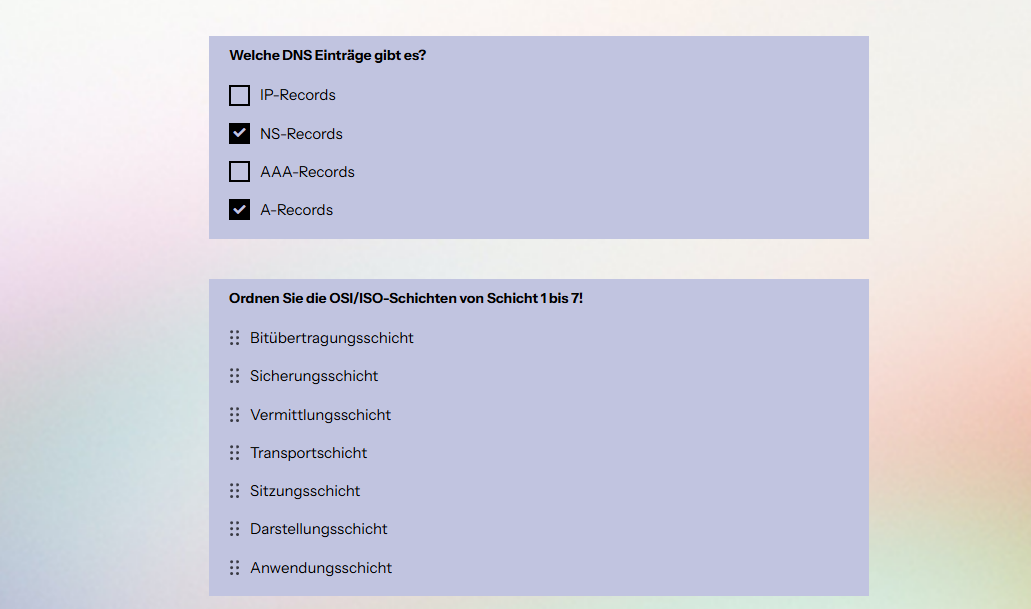 Welche DNS Einträge gibt es?
IP-Records
NS-Records
AAA-Records
A-Records
Ordnen Sie die OSI/ISO-Schichten von Schicht 1 bis 7!
Bitübertragungsschicht
Sicherungsschicht
Vermittlungsschicht
Transportschicht
Sitzungsschicht
Darstellungsschicht
Anwendungsschicht